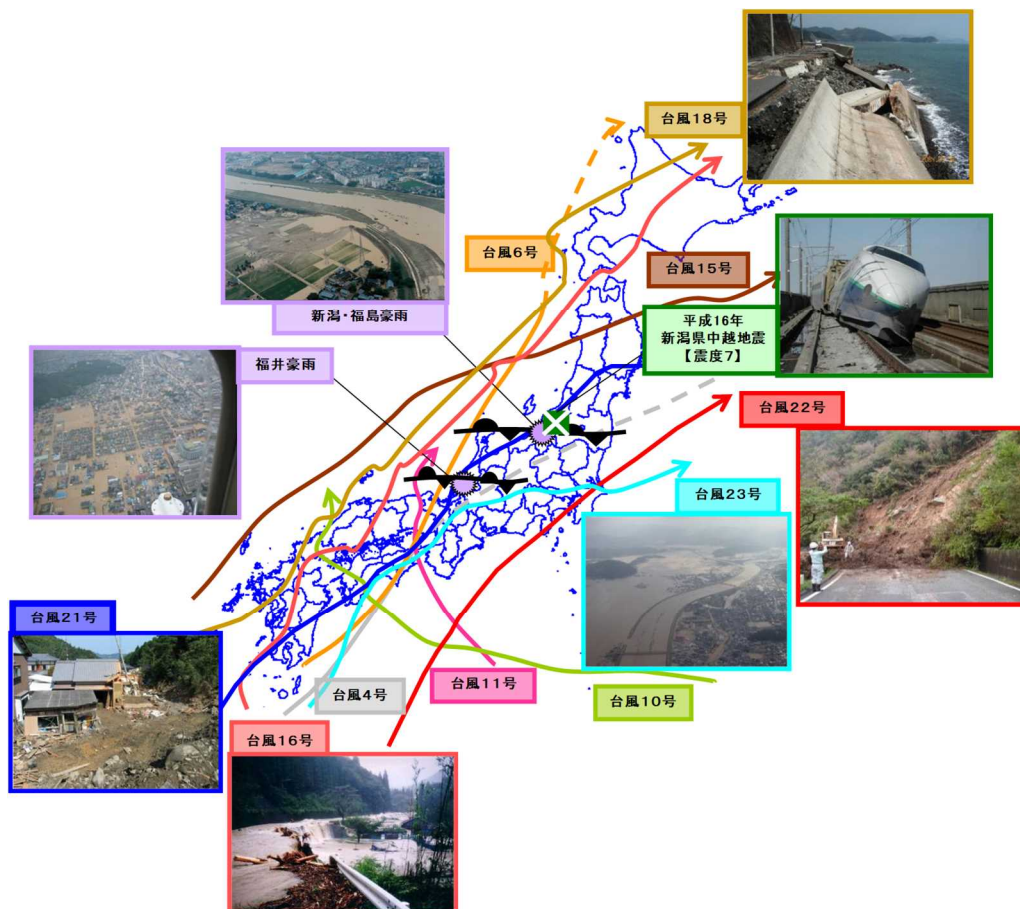 台風18号
台風6号
台風15号
新潟・福島豪雨
平成16年
新潟県中越地震
【震度7】
福井豪雨
台風22号
台風23号
台風21号
台風4号
台風11号
台風10号
台風16号